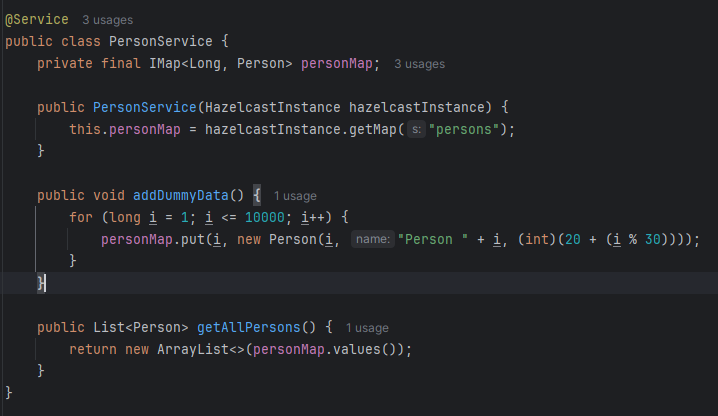 @Service 3 usages
public class PersonService {
    private final IMap<Long, Person> personMap; 3 usages

    public PersonService(HazelcastInstance hazelcastInstance) {
        this.personMap = hazelcastInstance.getMap( s: "persons");
    }

    public void addDummyData() { 1 usage
        for (long i = 1; i <= 10000; i++) {
            personMap.put(i, new Person(i, name: "Person " + i, (int)(20 + (i % 30))));
        }
    }

    public List<Person> getAllPersons() { 1 usage
        return new ArrayList<>(personMap.values());
    }
}